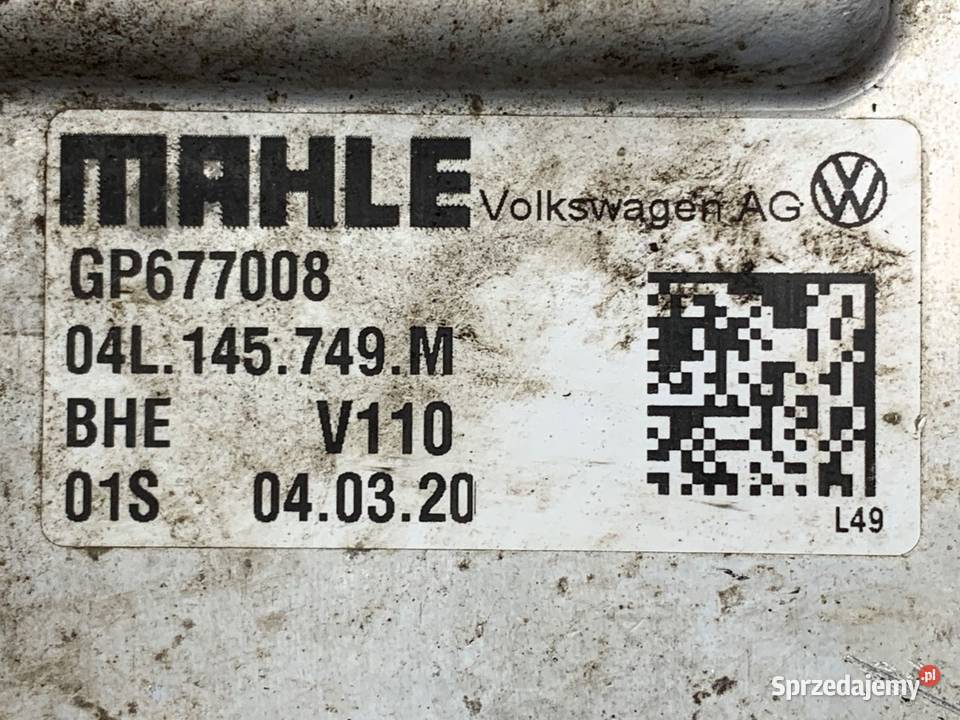 MAHLE Volkswagen AG
GP677008
04L.145.749.M
BHE V110
01S 04.03.20
L49
Sprzedajemy.pl